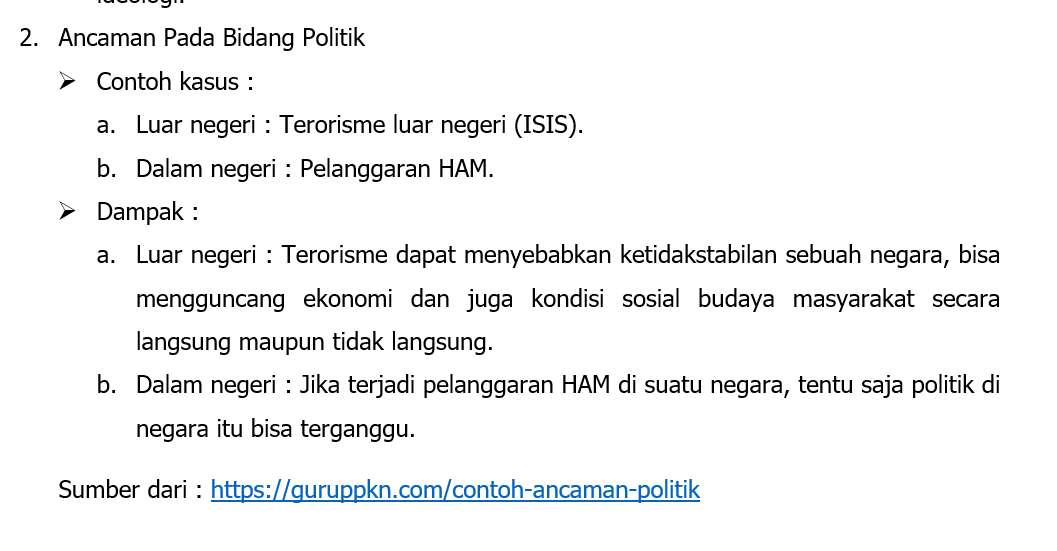 ideologi.
2. Ancaman Pada Bidang Politik
➢ Contoh kasus :
a. Luar negeri : Terorisme luar negeri (ISIS).
b. Dalam negeri : Pelanggaran HAM.
➢ Dampak :
a. Luar negeri : Terorisme dapat menyebabkan ketidakstabilan sebuah negara, bisa
mengguncang ekonomi dan juga kondisi sosial budaya masyarakat secara
langsung maupun tidak langsung.
b. Dalam negeri : Jika terjadi pelanggaran HAM di suatu negara, tentu saja politik di
negara itu bisa terganggu.
Sumber dari : https://guruppkn.com/contoh-ancaman-politik